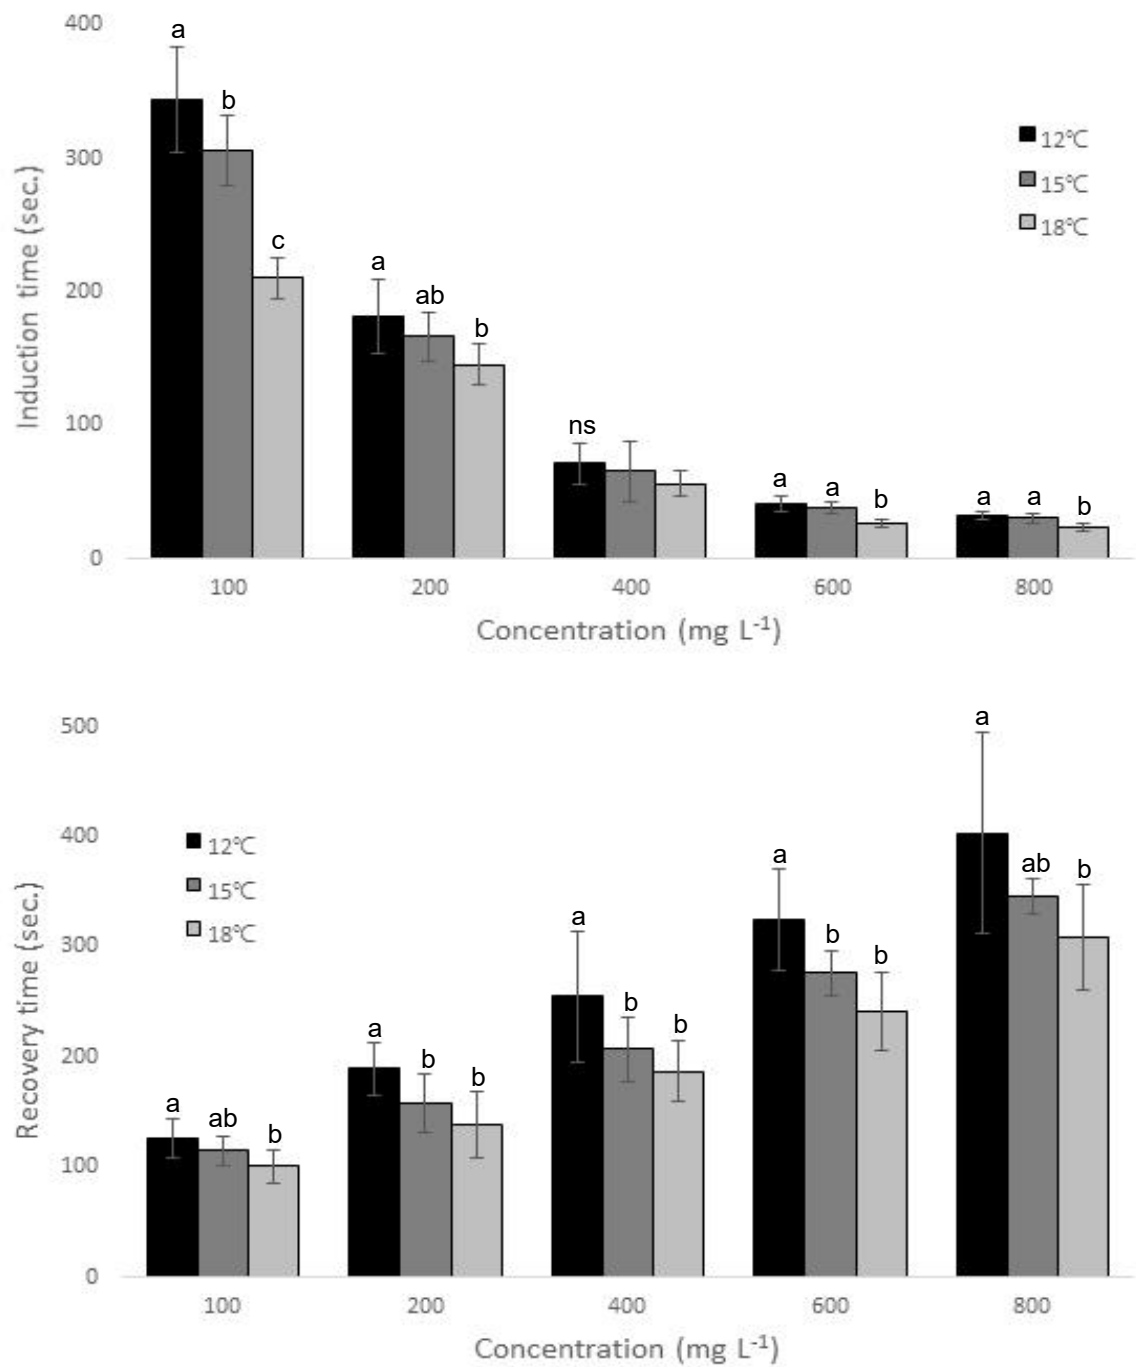 400
300
200
100
0
Induction time (sec.)
a
b
c
a
ab
b
ns
a
a
b
a
a
b
12℃
15℃
18℃
100 200 400 600 800
Concentration (mg L-1)
500
400
300
200
100
0
Recovery time (sec.)
12℃
15℃
18℃
a
ab
b
a
b
b
a
b
b
a
b
b
a
ab
b
100 200 400 600 800
Concentration (mg L-1)